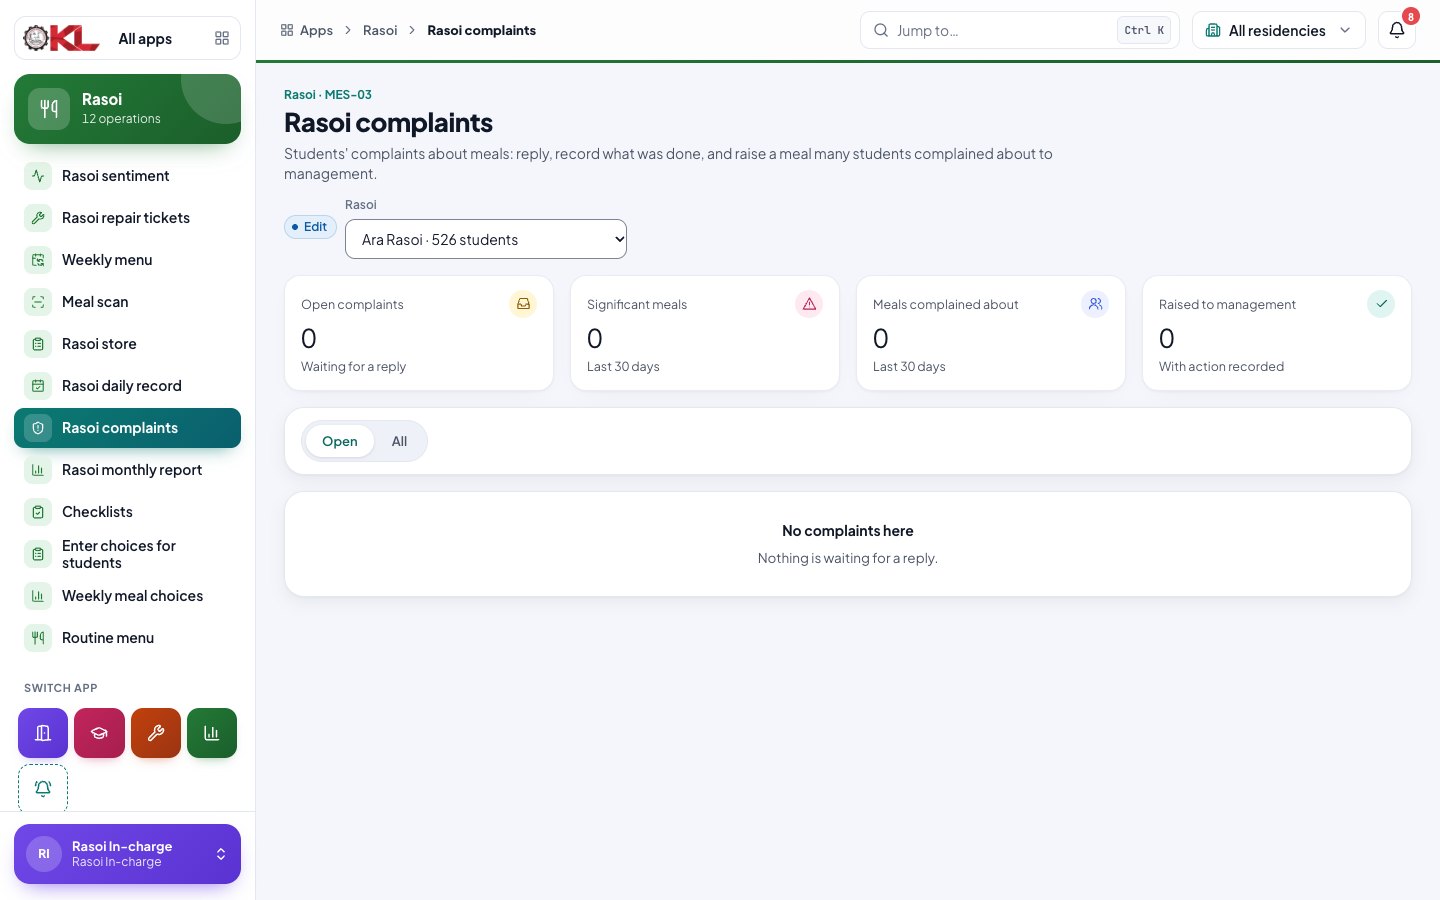 KL
All apps
Rasoi
12 operations
Rasoi sentiment
Rasoi repair tickets
Weekly menu
Meal scan
Rasoi store
Rasoi daily record
Rasoi complaints
Rasoi monthly report
Checklists
Enter choices for
students
Weekly meal choices
Routine menu
SWITCH APP
RI
Rasoi In-charge
Rasoi In-charge
Apps > Rasoi > Rasoi complaints
Jump to…
Ctrl K
All residencies
8
Rasoi · MES-03
Rasoi complaints
Students' complaints about meals: reply, record what was done, and raise a meal many students complained about to
management.
Rasoi
Edit
Ara Rasoi · 526 students
Open complaints
0
Waiting for a reply
Significant meals
0
Last 30 days
Meals complained about
0
Last 30 days
Raised to management
0
With action recorded
Open
All
No complaints here
Nothing is waiting for a reply.